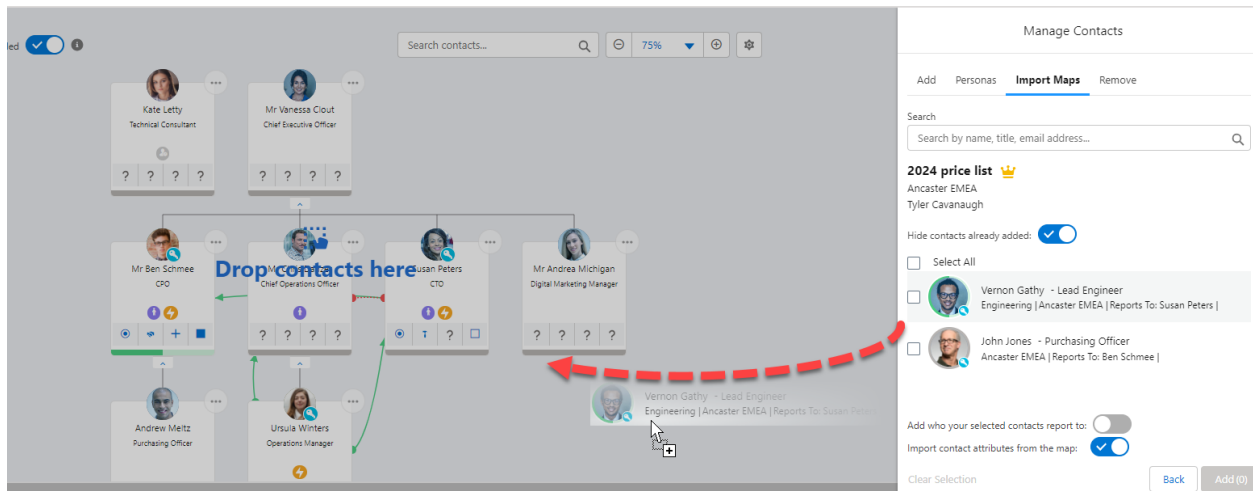 led
Search contacts...
75%
Kate Letty
Technical Consultant
? ? ? ?
Mr Vanessa Clout
Chief Executive Officer
? ? ? ?
Drop contacts here
Mr Ben Schmee
CPO
Chief Operations Officer
? ? ? ?
Susan Peters
CTO
T ?
Mr Andrea Michigan
Digital Marketing Manager
? ? ? ?
Andrew Meltz
Purchasing Officer
Ursula Winters
Operations Manager
Vernon Gathy - Lead Engineer
Engineering | Ancaster EMEA | Reports To: Susan Pete
Manage Contacts
Add Personas Import Maps Remove
Search
Search by name, title, email address...
2024 price list
Ancaster EMEA
Tyler Cavanaugh
Hide contacts already added:
Select All
Vernon Gathy - Lead Engineer
Engineering | Ancaster EMEA | Reports To: Susan Peters |
John Jones - Purchasing Officer
Ancaster EMEA | Reports To: Ben Schmee |
Add who your selected contacts report to:
Import contact attributes from the map:
Clear Selection
Back
Add (0)